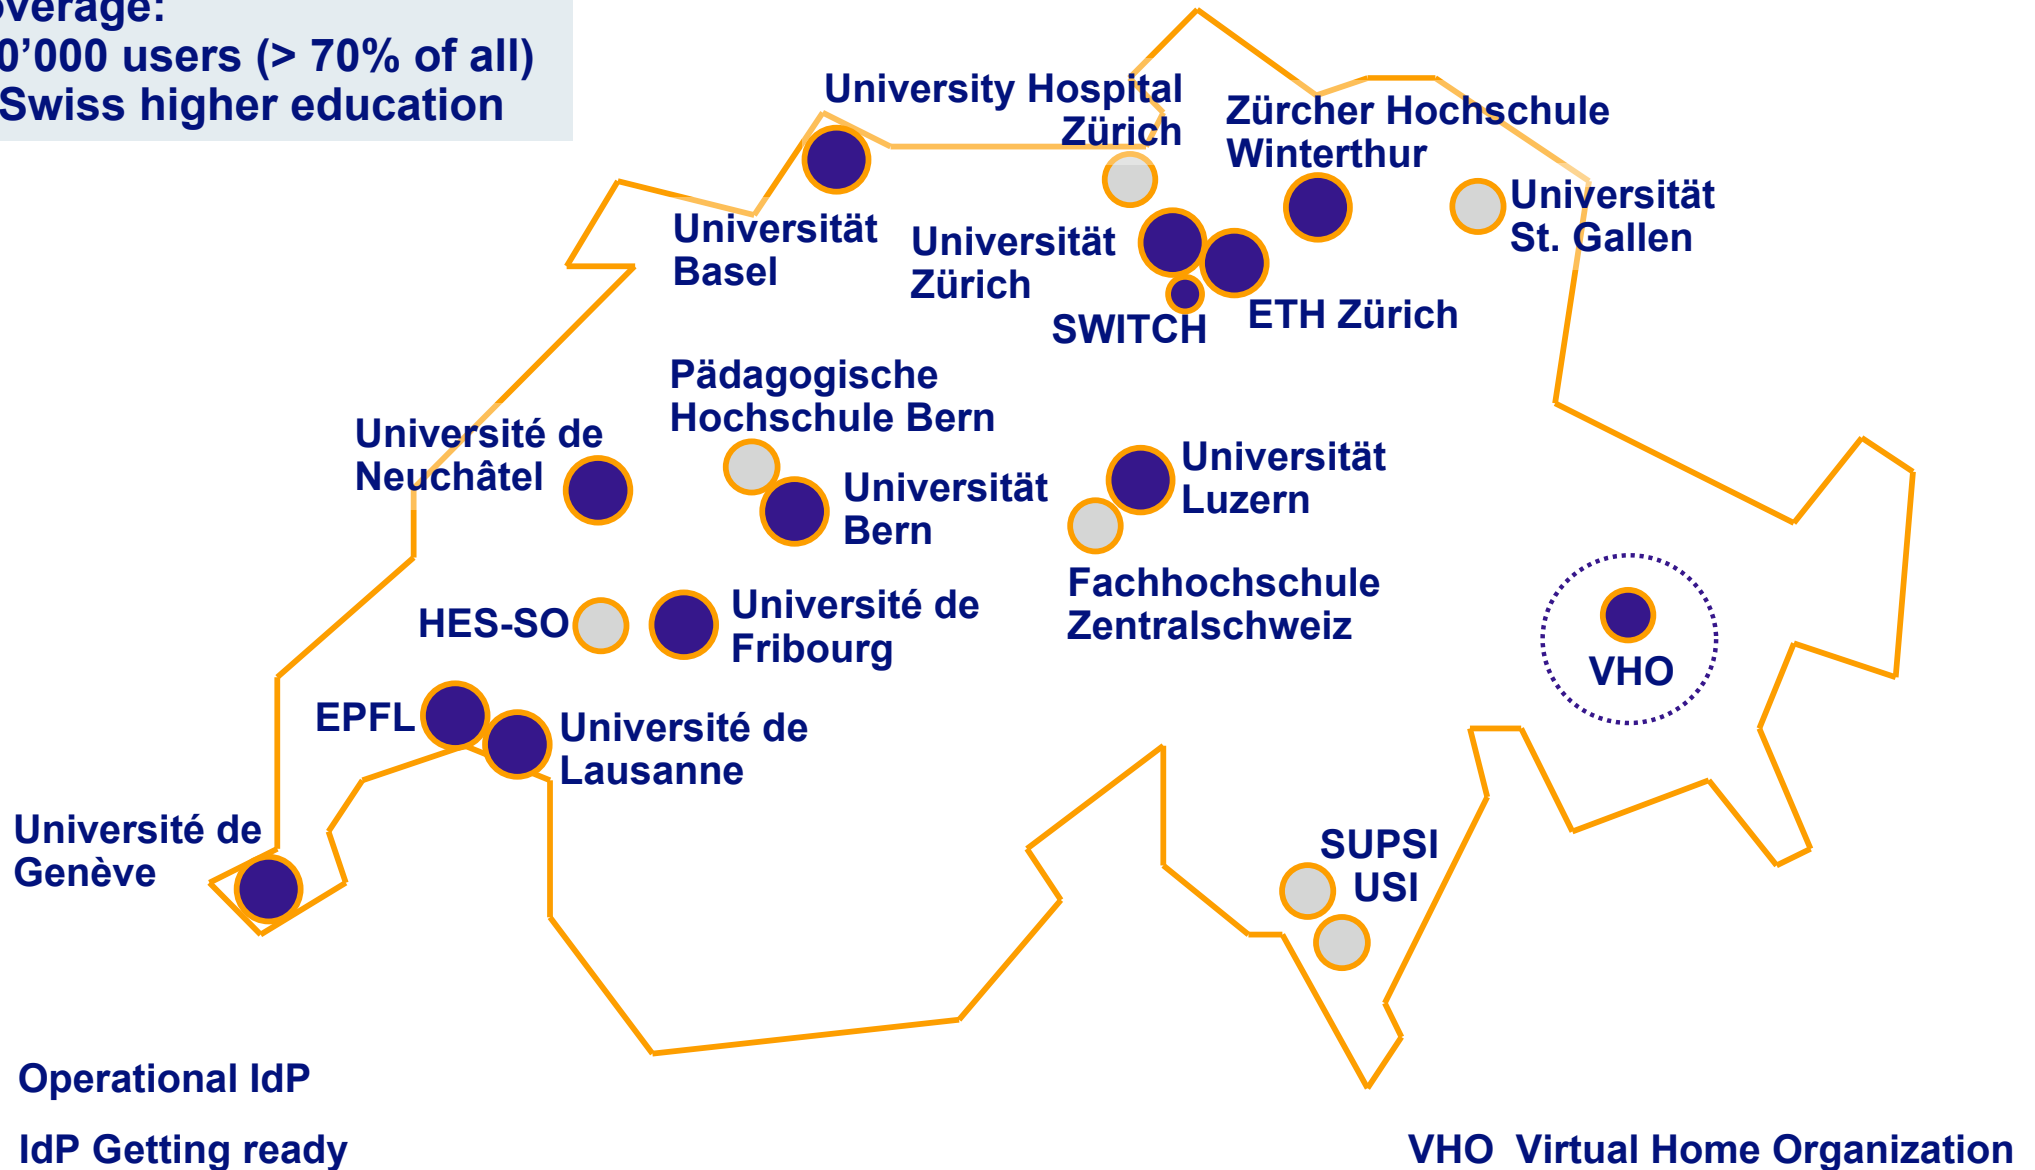 0’000 users (> 70% of all)
Swiss higher education
University Hospital
Zürich
Zürcher Hochschule
Winterthur
Universität
St. Gallen
Universität
Basel
Universität
Zürich
SWITCH
ETH Zürich
Pädagogische
Hochschule Bern
Université de
Neuchâtel
Universität
Bern
Universität
Luzern
Fachhochschule
Zentralschweiz
HES-SO
Université de
Fribourg
VHO
EPFL
Université de
Lausanne
Université de
Genève
SUPSI
USI
Operational IdP
IdP Getting ready
VHO Virtual Home Organization